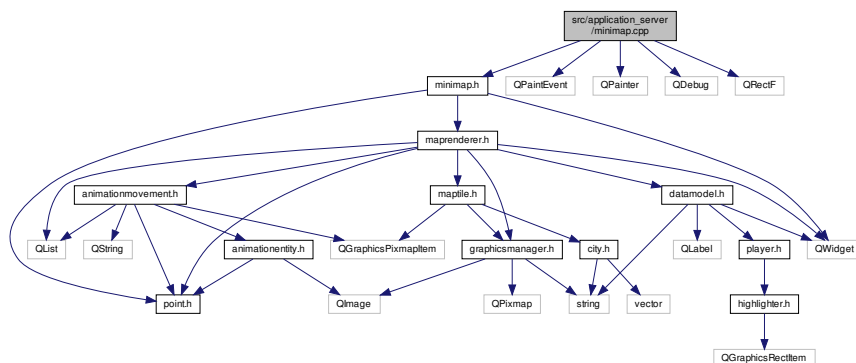 src/application_server
/minimap.cpp
minimap.h
QPaintEvent
QPainter
QDebug
QRectF
maprenderer.h
animationmovement.h
maptile.h
datamodel.h
QList
QString
animationentity.h
QGraphicsPixmapItem
graphicsmanager.h
city.h
QLabel
player.h
QWidget
point.h
QImage
QPixmap
string
vector
highlighter.h
QGraphicsRectItem